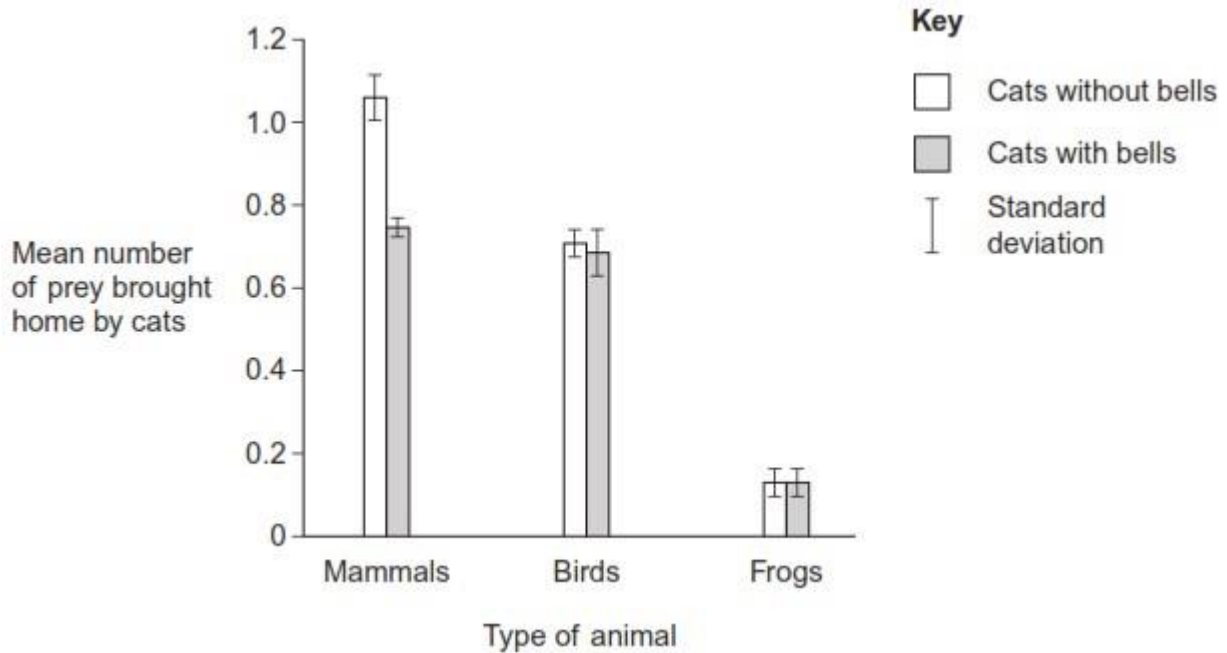 Mean number
of prey brought
home by cats
1.2
1.0
0.8
0.6
0.4
0.2
0
Mammals
Birds
Frogs
Type of animal
Key
Cats without bells
Cats with bells
Standard
deviation